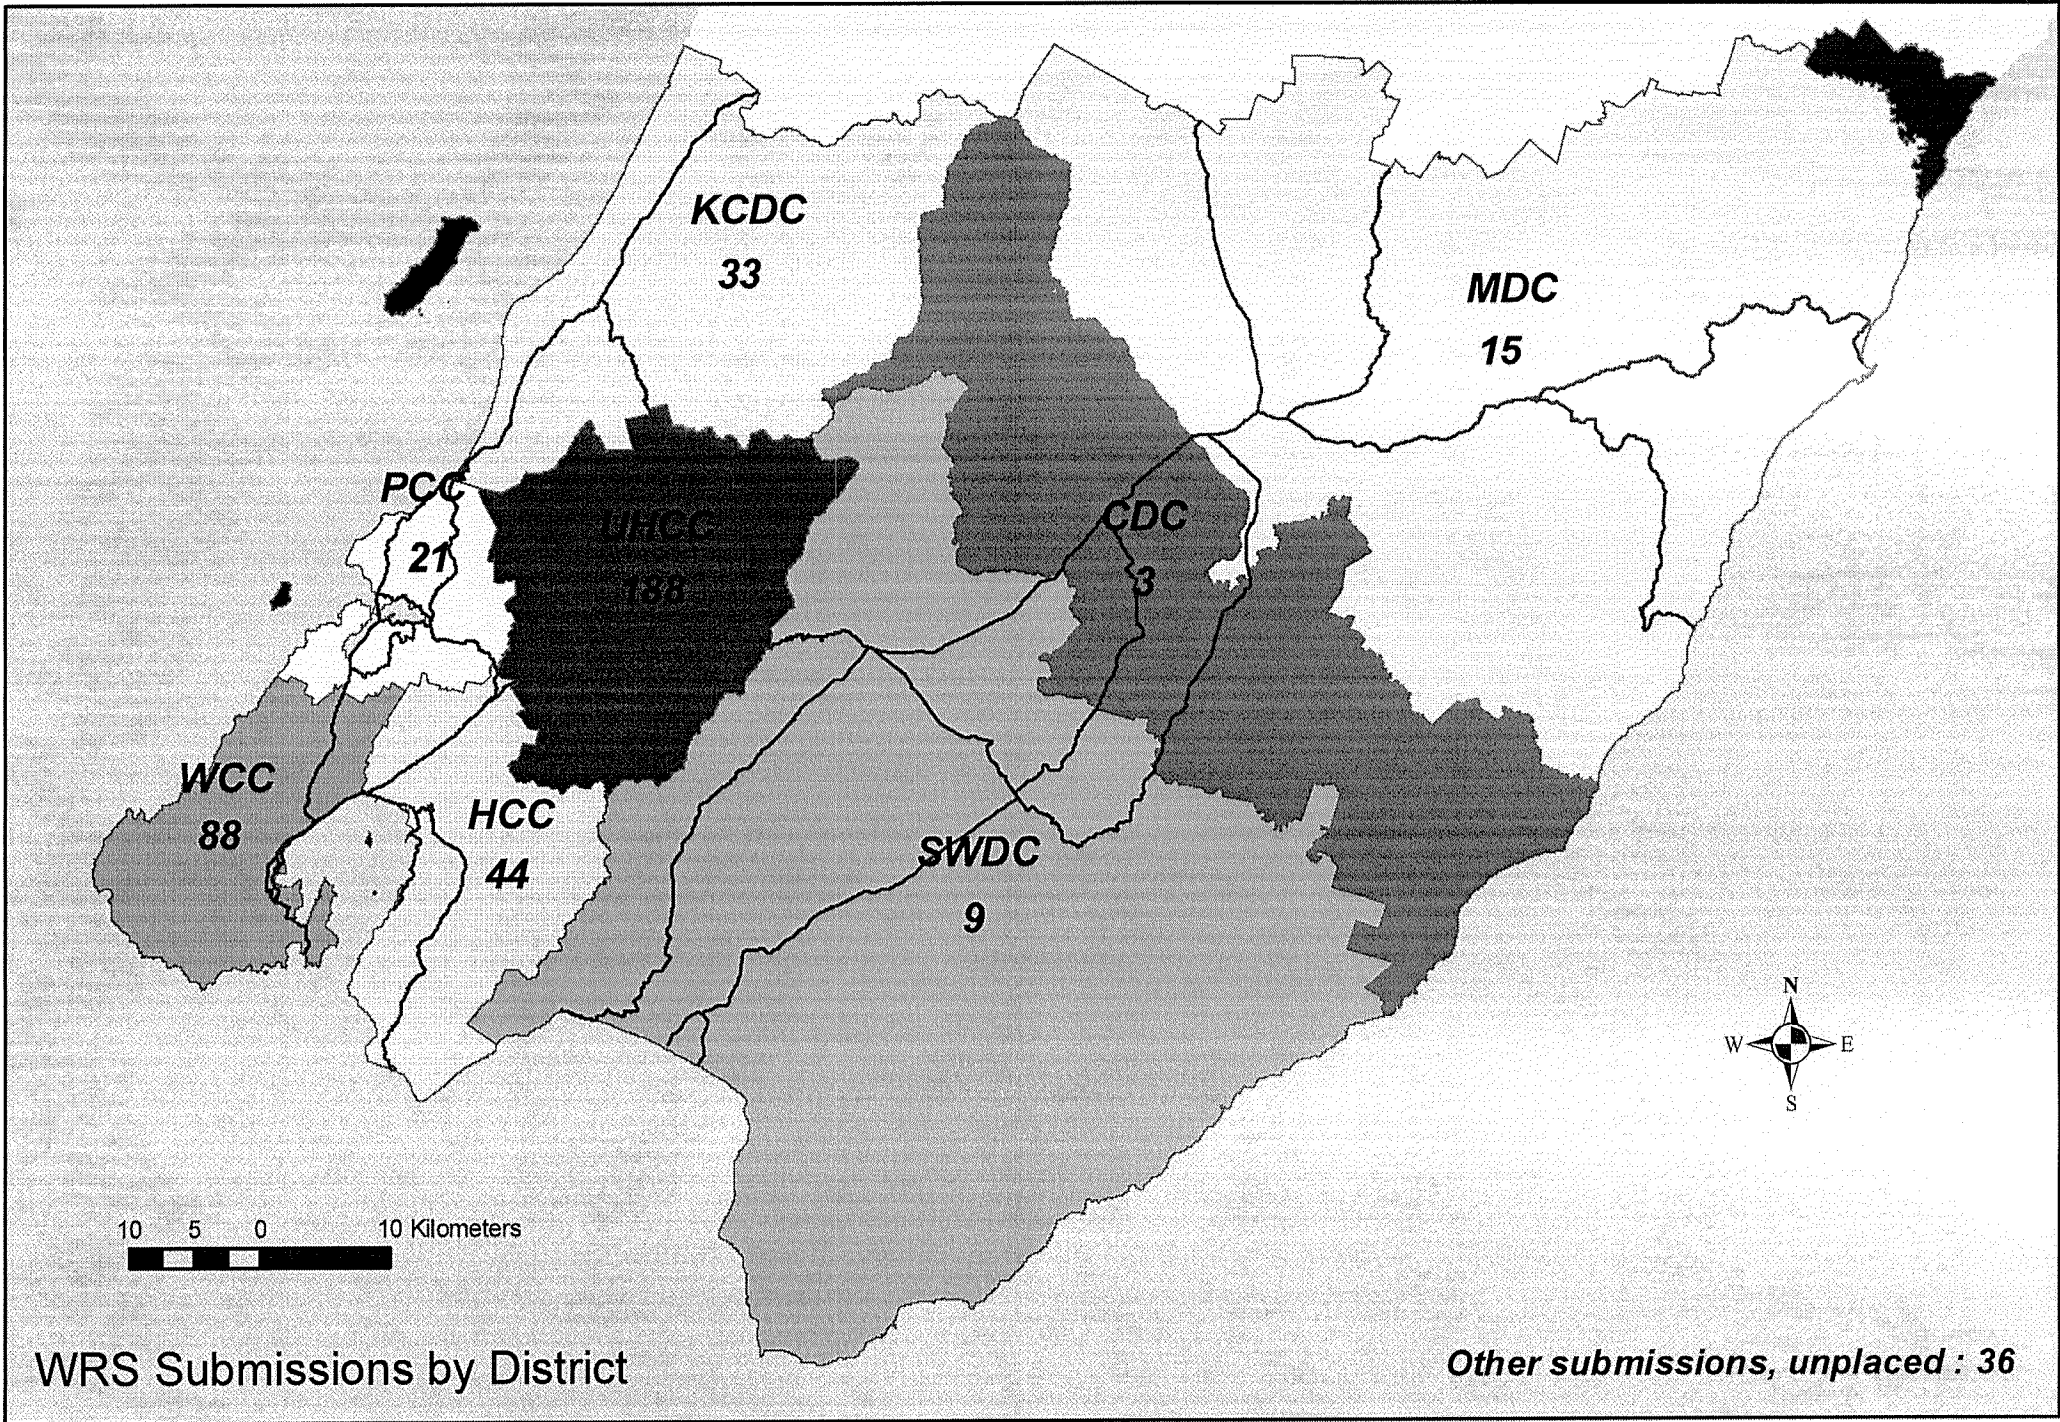 KCDC
33
MDC
15
PCC
21
UHCC
188
CDC
3
WCC
88
HCC
44
SWDC
9
N
W E
S
10 5 0 10 Kilometers
WRS Submissions by District
Other submissions, unplaced : 36